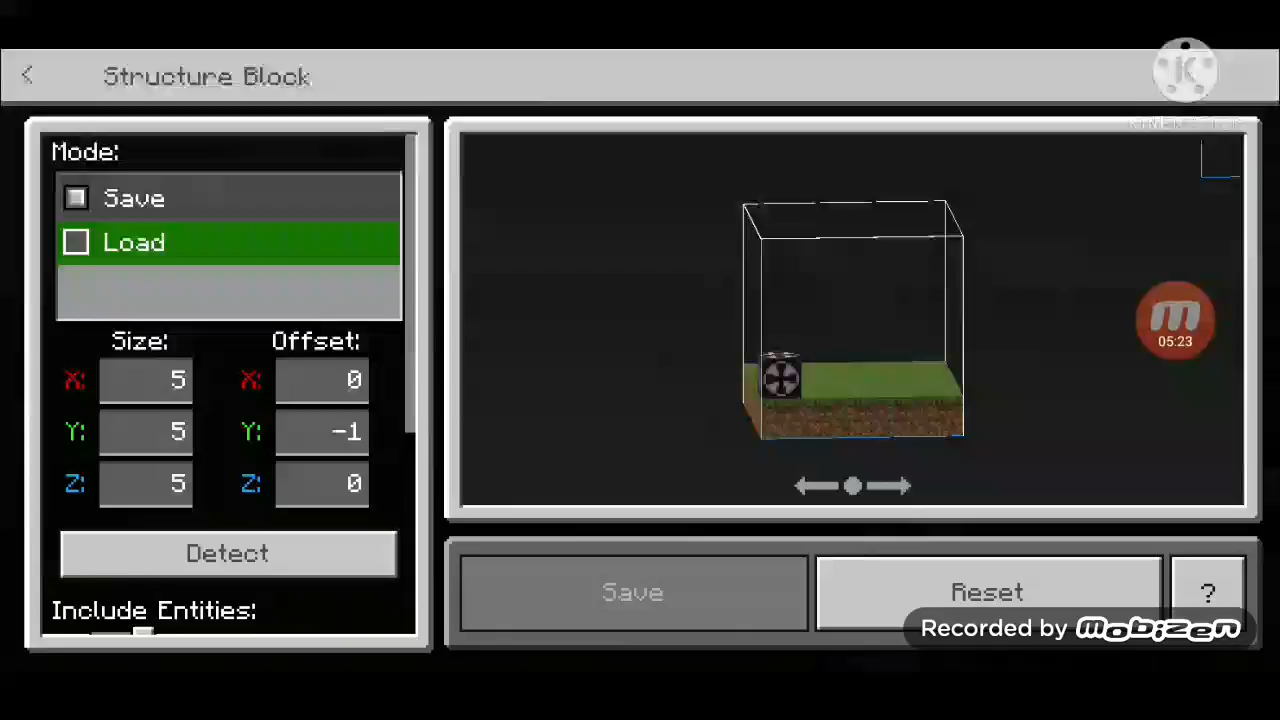 Structure Block
Mode:
Save
Load
Size: Offset:
X: 5 X: 0
Y: 5 Y: -1
Z: 5 Z: 0
Detect
Include Entities:
Save Reset ?
K
m
05:23
Recorded by mobizen